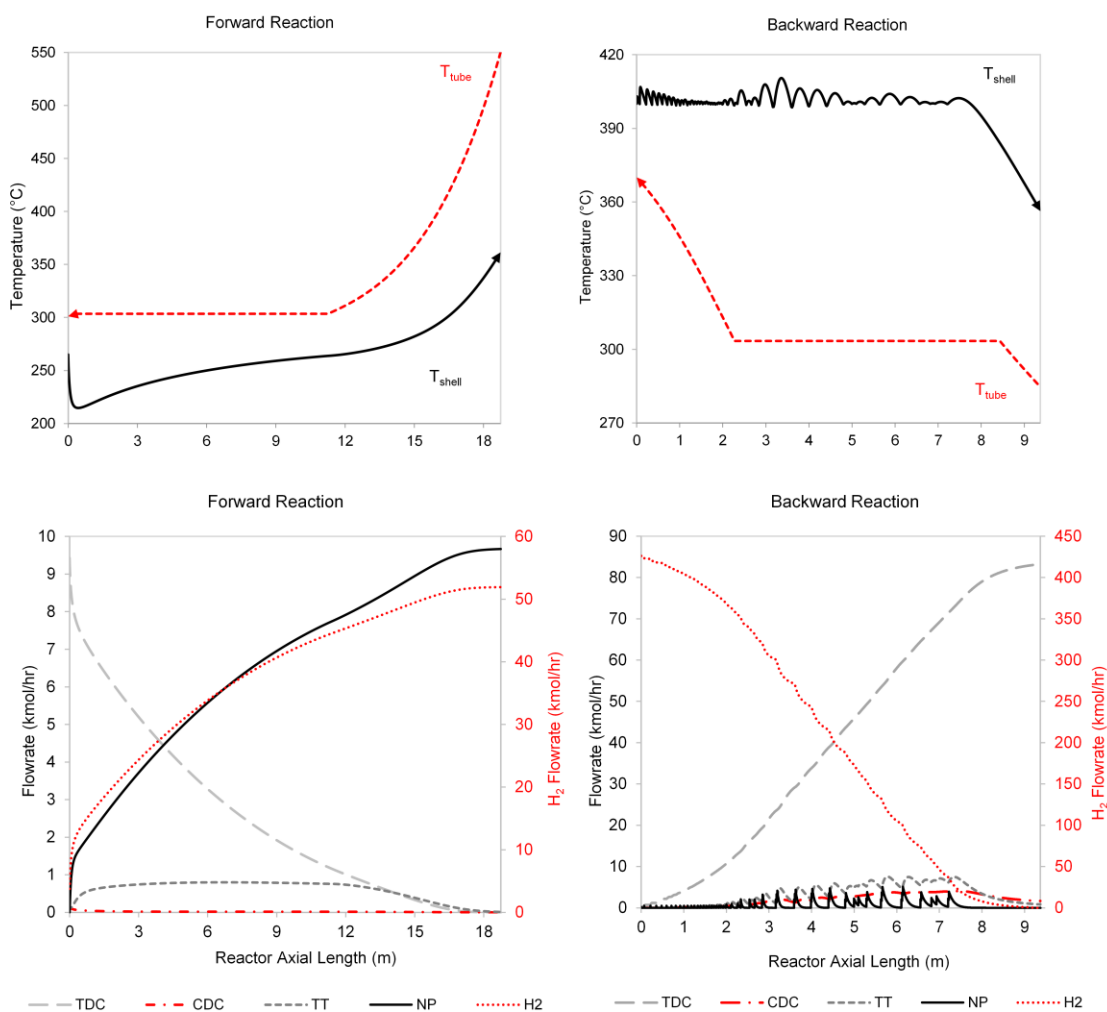 Forward Reaction
550
500
450
400
350
300
250
200
Temperature (°C)
T_tube
T_shell
0 3 6 9 12 15 18
Backward Reaction
420
390
360
330
300
270
Temperature (°C)
T_shell
T_tube
0 1 2 3 4 5 6 7 8 9
Forward Reaction
10
9
8
7
6
5
4
3
2
1
0
Flowrate (kmol/hr)
60
50
40
30
20
10
0
H₂ Flowrate (kmol/hr)
0 3 6 9 12 15 18
Reactor Axial Length (m)
Backward Reaction
90
80
70
60
50
40
30
20
10
0
Flowrate (kmol/hr)
450
400
350
300
250
200
150
100
50
0
H₂ Flowrate (kmol/hr)
0 1 2 3 4 5 6 7 8 9
Reactor Axial Length (m)
TDC CDC TT NP H2
TDC CDC TT NP H2